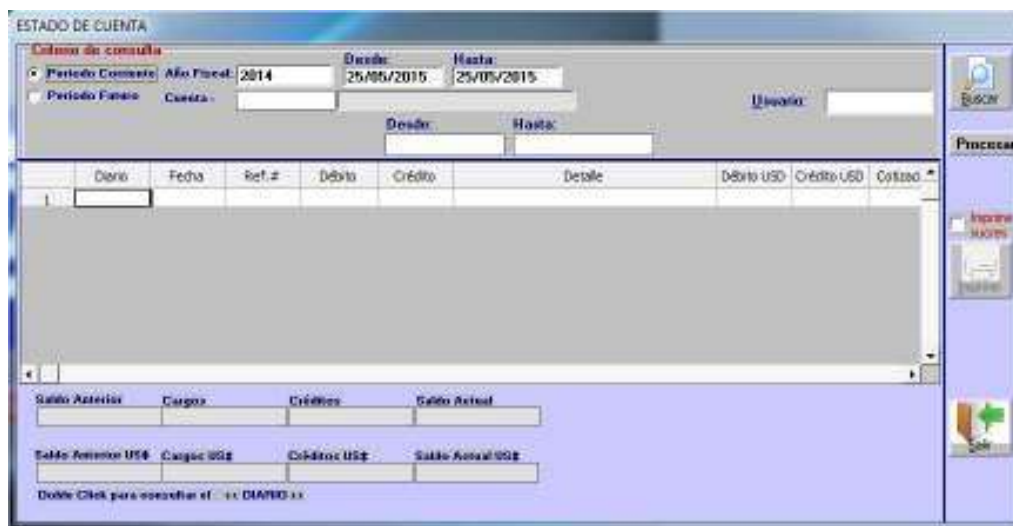 ESTADO DE CUENTA
Criterio de consulta
Periodo Corriente Año Fiscal: 2014 Desde: 25/05/2015 Hasta: 25/05/2015
Periodo Futuro Cuenta.- Usuario:
Desde: Hasta:
Buscar
Procesar
Diario Fecha Ref.# Débito Crédito Detalle Débito USD Crédito USD Cotizac
1
Imprime
sucres
Imprimir
Saldo Anterior Cargos Créditos Saldo Actual
Saldo Anterior US$ Cargos US$ Créditos US$ Saldo Actual US$
Doble Click para consultar el << DIARIO >>
Salir